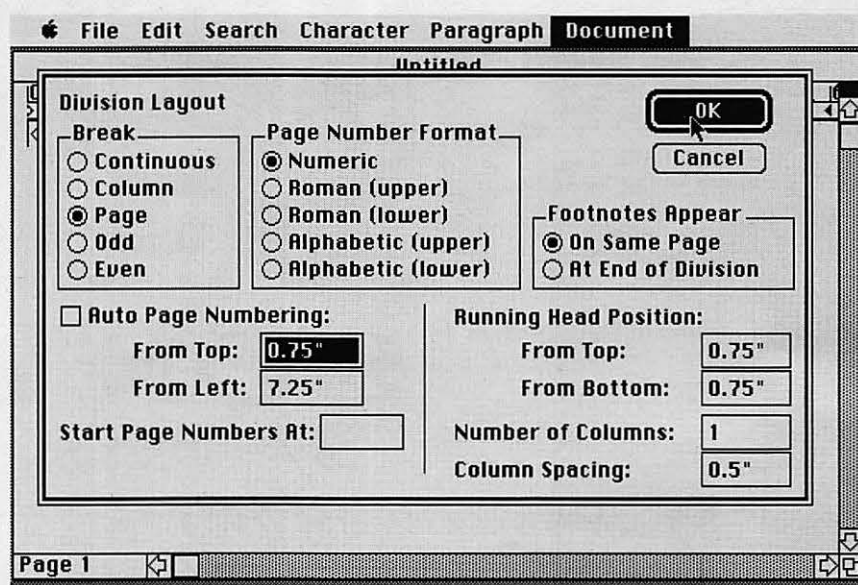 File Edit Search Character Paragraph Document
Untitled
Division Layout
OK
Cancel
Break
Continuous
Column
Page
Odd
Even
Page Number Format
Numeric
Roman (upper)
Roman (lower)
Alphabetic (upper)
Alphabetic (lower)
Footnotes Appear
On Same Page
At End of Division
Auto Page Numbering:
From Top: 0.75"
From Left: 7.25"
Start Page Numbers At:
Running Head Position:
From Top: 0.75"
From Bottom: 0.75"
Number of Columns: 1
Column Spacing: 0.5"
Page 1